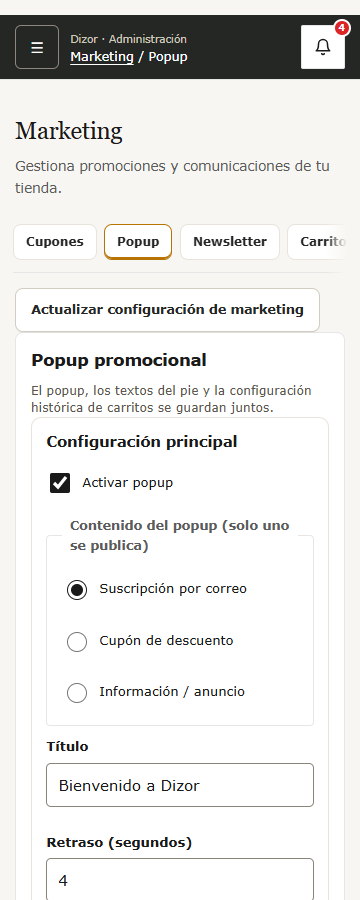 Dizor · Administración
4
Marketing / Popup
Marketing
Gestiona promociones y comunicaciones de tu
tienda.
Cupones
Popup
Newsletter
Carrito
Actualizar configuración de marketing
Popup promocional
El popup, los textos del pie y la configuración
histórica de carritos se guardan juntos.
Configuración principal
Activar popup
Contenido del popup (solo uno
se publica)
Suscripción por correo
Cupón de descuento
Información / anuncio
Título
Bienvenido a Dizor
Retraso (segundos)
4